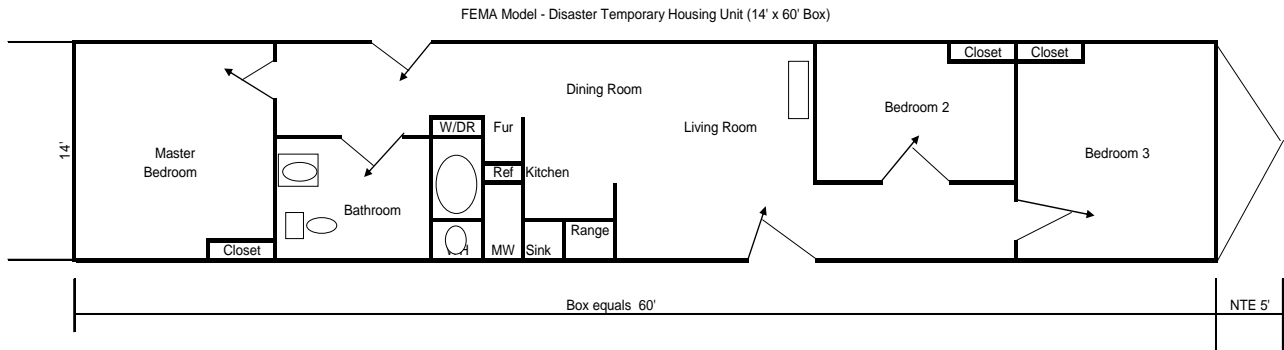 FEMA Model - Disaster Temporary Housing Unit (14' x 60' Box)
Closet
Closet
Dining Room
Bedroom 2
W/DR
Fur
Living Room
14'
Master
Bedroom
Bedroom 3
Ref
Kitchen
Bathroom
Range
Closet
MW
Sink
Box equals 60'
NTE 5'